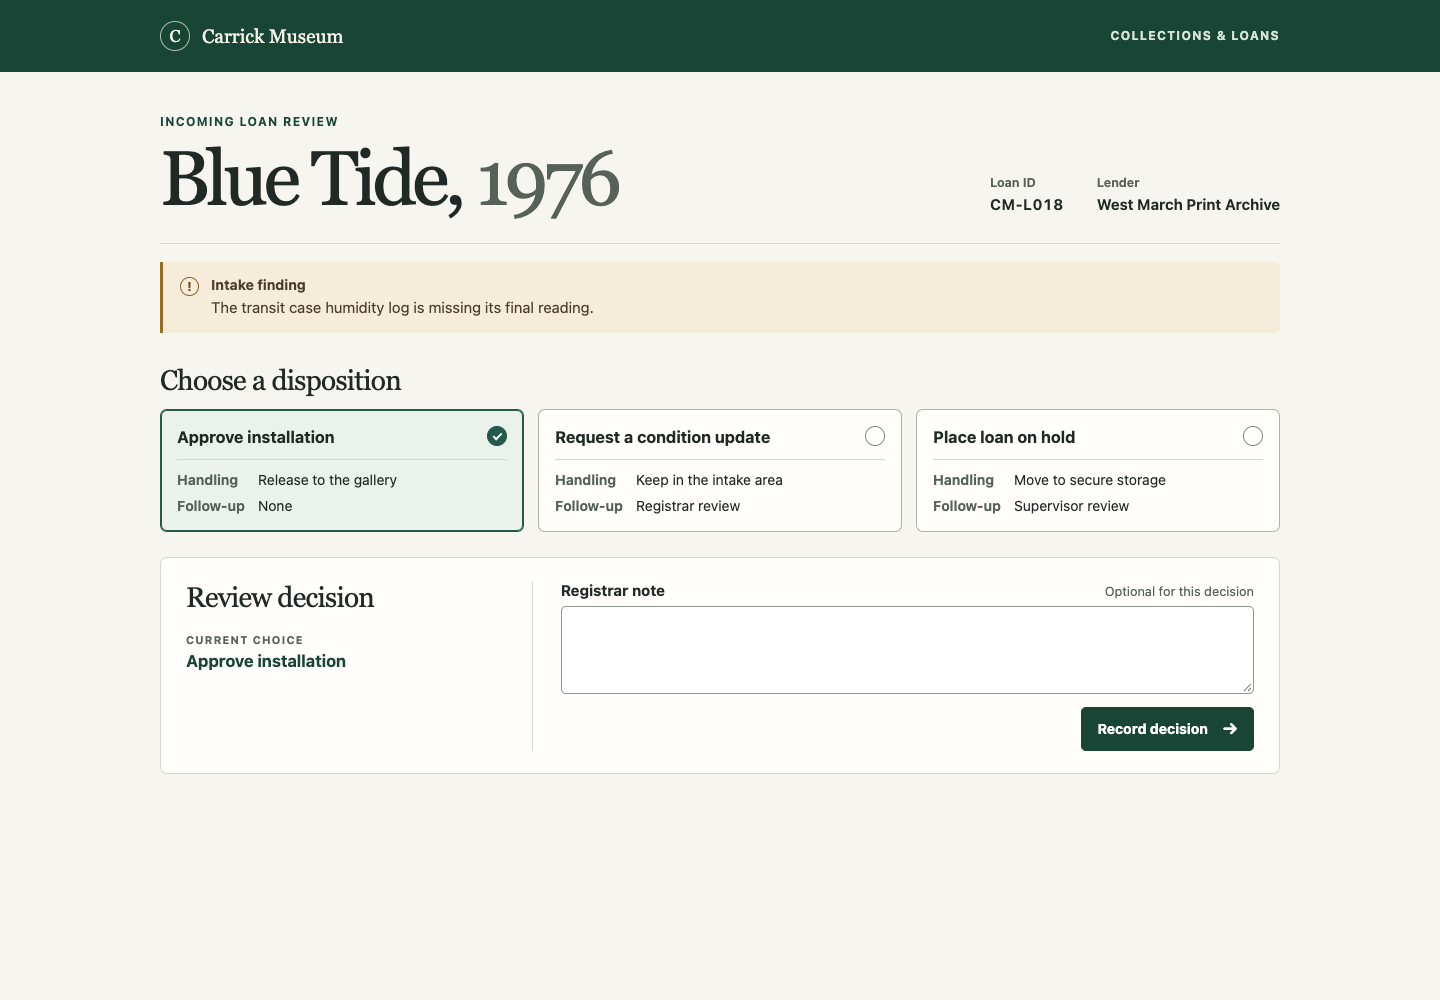 C Carrick Museum
COLLECTIONS & LOANS
INCOMING LOAN REVIEW
Blue Tide, 1976
Loan ID
CM-L018
Lender
West March Print Archive
! Intake finding
The transit case humidity log is missing its final reading.
Choose a disposition
Approve installation
Handling Release to the gallery
Follow-up None
Request a condition update
Handling Keep in the intake area
Follow-up Registrar review
Place loan on hold
Handling Move to secure storage
Follow-up Supervisor review
Review decision
CURRENT CHOICE
Approve installation
Registrar note
Optional for this decision
Record decision →